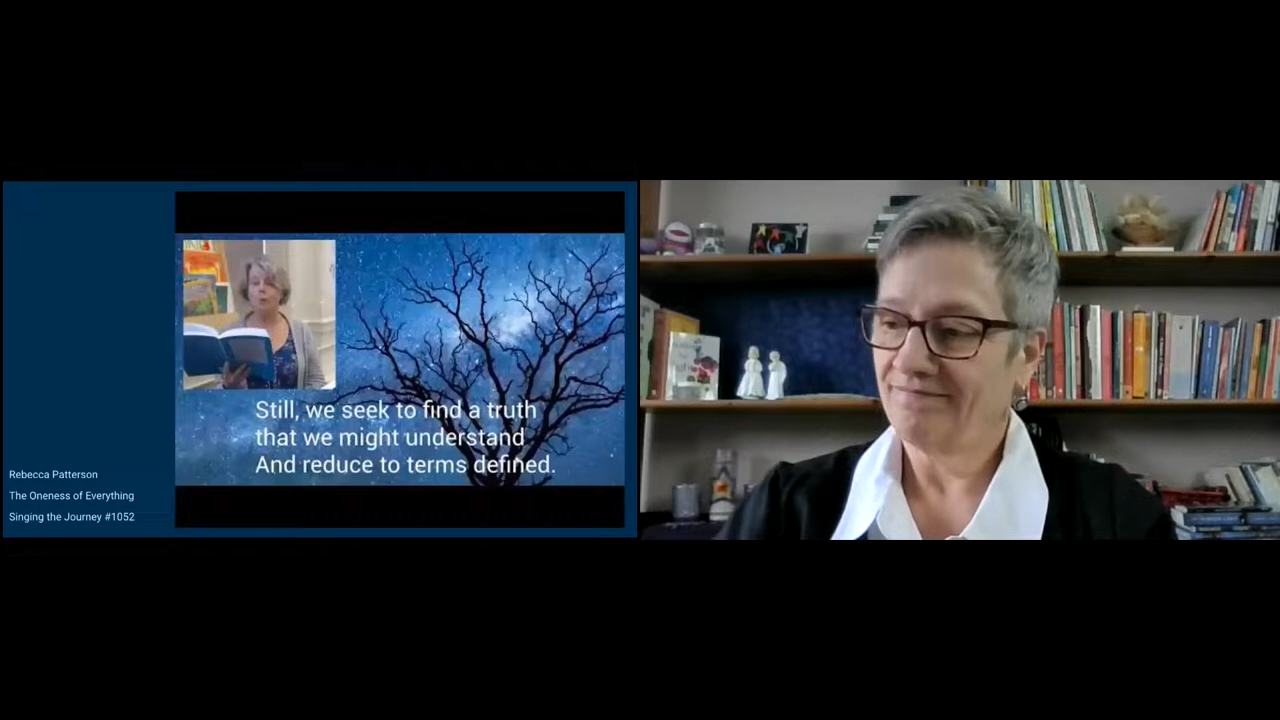 Still, we seek to find a truth
that we might understand
And reduce to terms defined.
Rebecca Patterson
The Oneness of Everything
Singing the Journey #1052